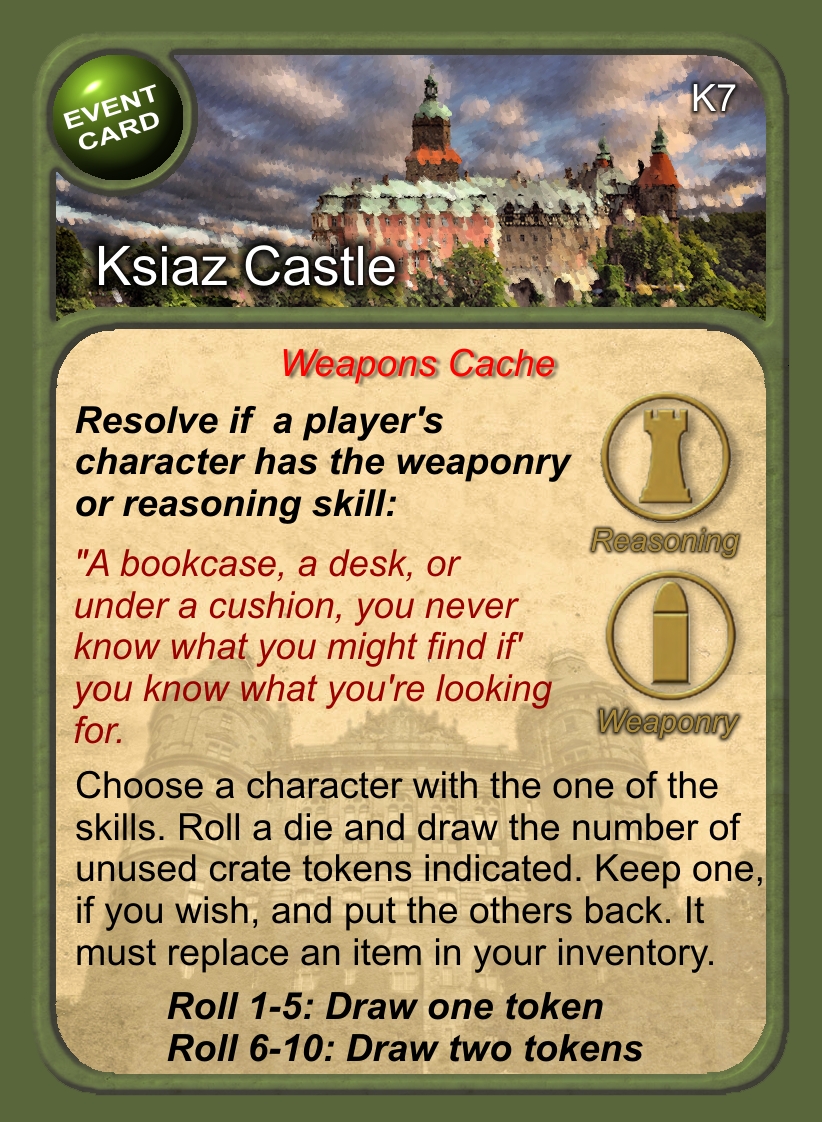 EVENT
CARD
K7
Ksiaz Castle
Weapons Cache
Resolve if  a player's
character has the weaponry
or reasoning skill:
Reasoning
"A bookcase, a desk, or
under a cushion, you never
know what you might find if'
you know what you're looking
for.
Weaponry
Choose a character with the one of the
skills. Roll a die and draw the number of
unused crate tokens indicated. Keep one,
if you wish, and put the others back. It
must replace an item in your inventory.
Roll 1-5: Draw one token
Roll 6-10: Draw two tokens